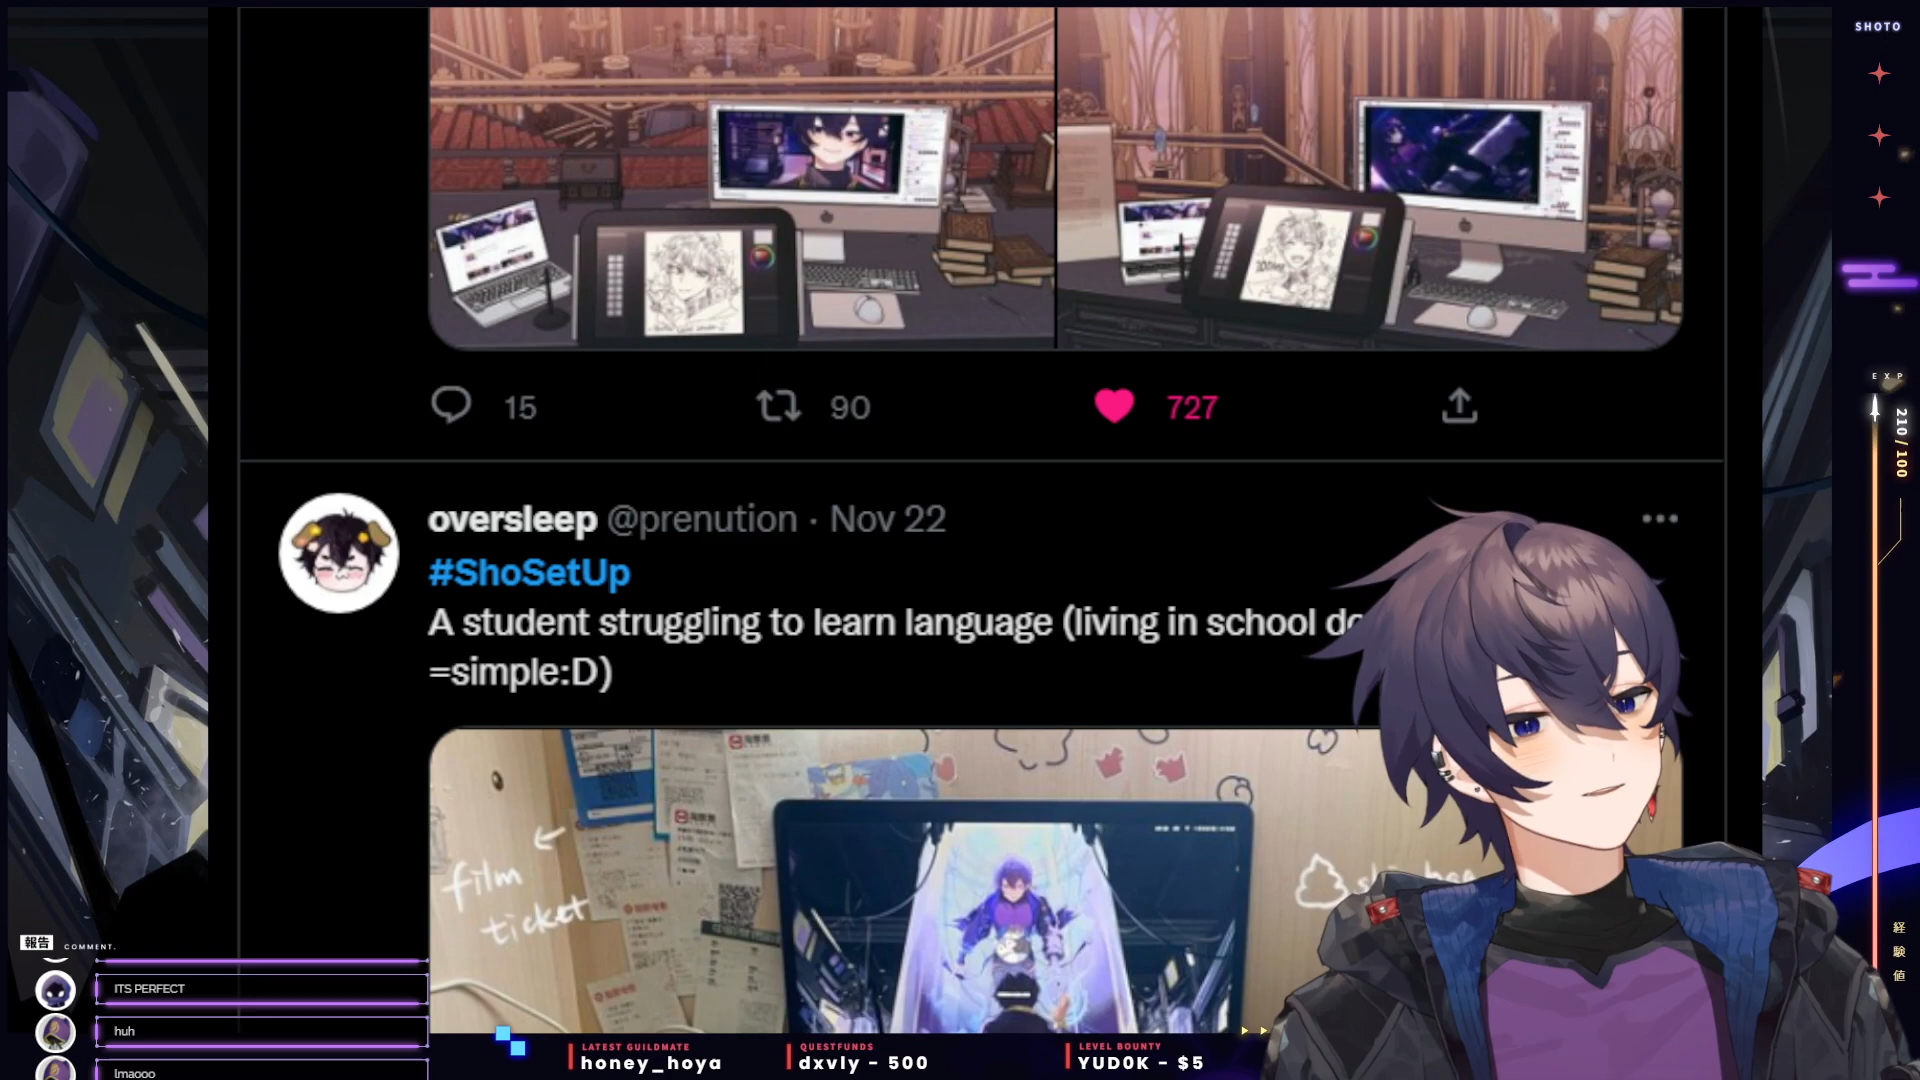 SHOTO
15
90
727
EXP
210/100
oversleep @prenution · Nov 22
#ShoSetUp
A student struggling to learn language (living in school do
=simple:D)
film
ticket
報告 COMMENT.
ITS PERFECT
huh
lmaooo
LATEST GUILDMATE
honey_hoya
QUESTFUNDS
dxvly - 500
LEVEL BOUNTY
YUD0K - $5
経験値